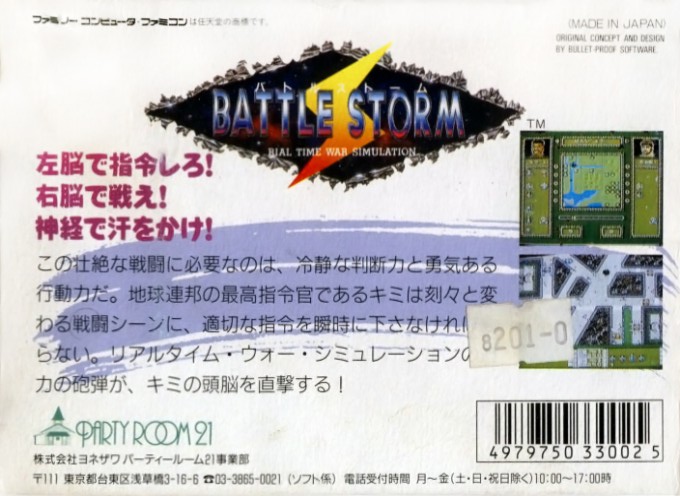 ファミリーコンピュータ・ファミコンは任天堂の商標です。
(MADE IN JAPAN)
ORIGINAL CONCEPT AND DESIGN
BY BULLET-PROOF SOFTWARE.
バトルストーム
BATTLE STORM
RIAL TIME WAR SIMULATION
TM
左脳で指令しろ!
右脳で戦え!
神経で汗をかけ!
この壮絶な戦闘に必要なのは、冷静な判断力と勇気ある
行動力だ。地球連邦の最高指令官であるキミは刻々と変
わる戦闘シーンに、適切な指令を瞬時に下さなけれ
らない。リアルタイム・ウォー・シミュレーションの
力の砲弾が、キミの頭脳を直撃する!
8201-0
PARTY ROOM 21
株式会社ヨネザワ パーティールーム21事業部
〒111 東京都台東区浅草橋3-16-6 ☎03-3865-0021 (ソフト係) 電話受付時間 月〜金(土・日・祝日除く)10:00〜17:00
4979750 330025